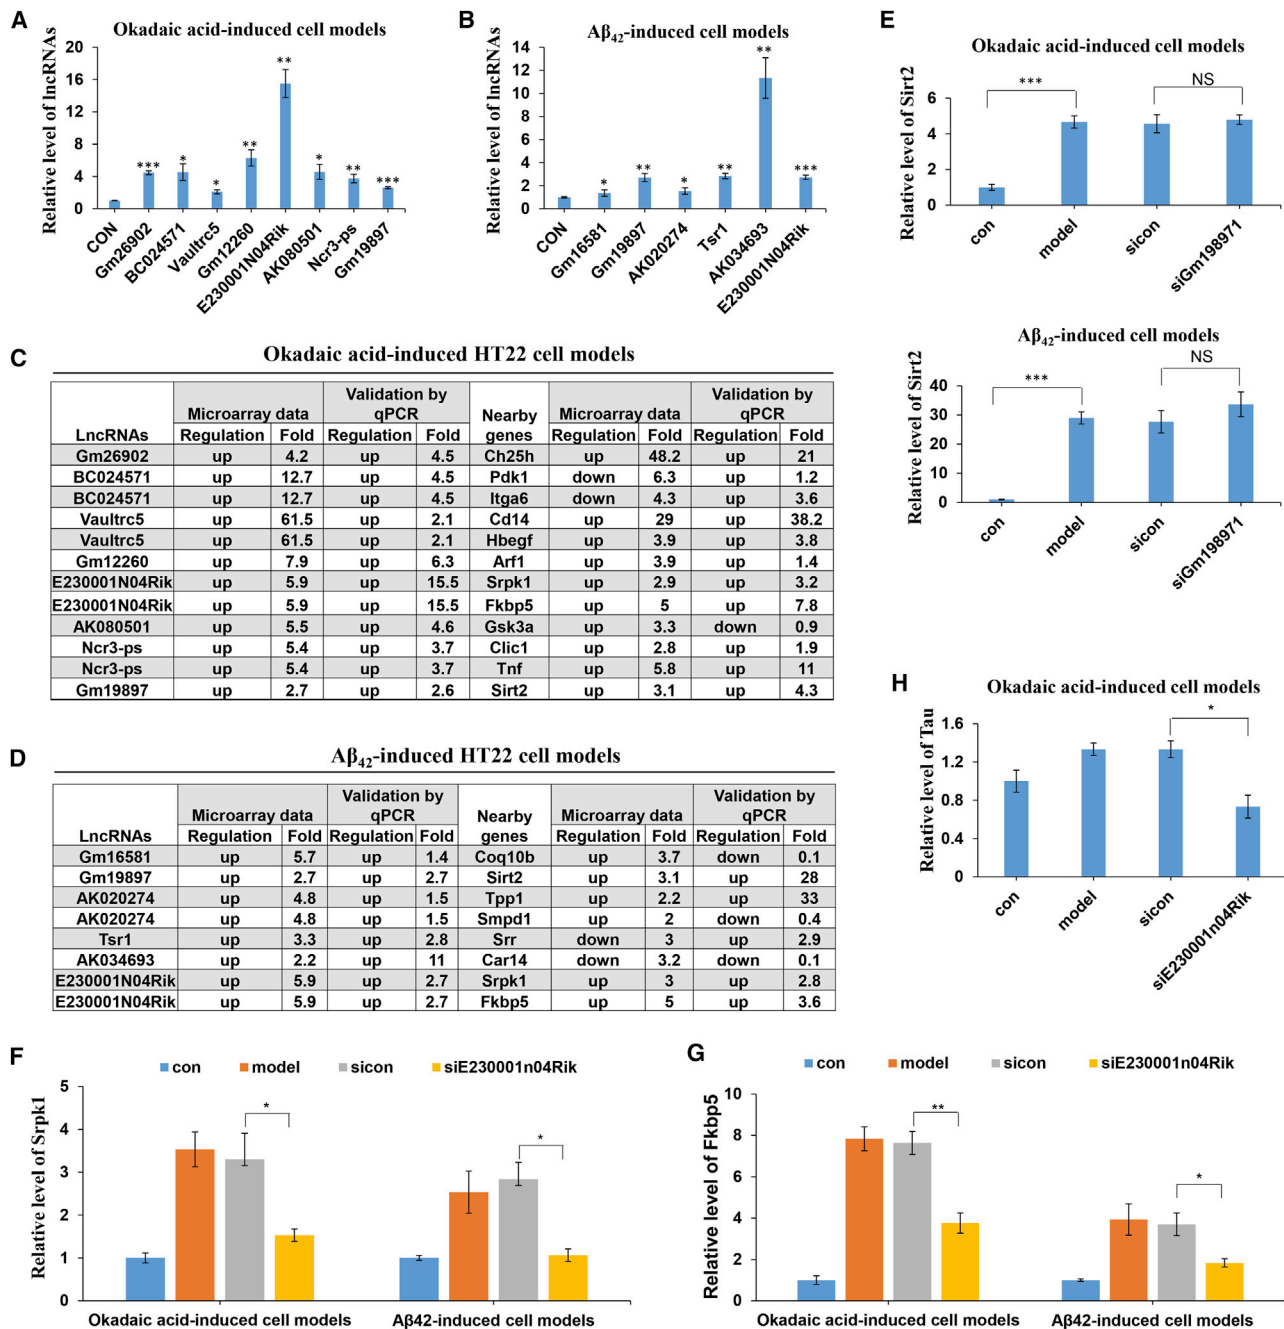 A
Okadaic acid-induced cell models
Relative level of lncRNAs
20
16
12
8
4
0
***
*
*
**
**
*
**
***
CON
Gm26902
BC024571
Vaultrc5
Gm12260
E230001N04Rik
AK080501
Ncr3-ps
Gm19897
B
Aβ42-induced cell models
Relative level of lncRNAs
14
12
10
8
6
4
2
0
*
**
*
**
**
***
CON
Gm16581
Gm19897
AK020274
Tsr1
AK034693
E230001N04Rik
E
Okadaic acid-induced cell models
Relative level of Sirt2
6
4
2
0
***
NS
con
model
sicon
siGm198971
Aβ42-induced cell models
Relative level of Sirt2
40
30
20
10
0
***
NS
con
model
sicon
siGm198971
C
Okadaic acid-induced HT22 cell models
LncRNAs Microarray data Validation by qPCR Nearby genes Microarray data Validation by qPCR
Regulation Fold Regulation Fold Regulation Fold Regulation Fold
Gm26902 up 4.2 up 4.5 Ch25h up 48.2 up 21
BC024571 up 12.7 up 4.5 Pdk1 down 6.3 up 1.2
BC024571 up 12.7 up 4.5 Itga6 down 4.3 up 3.6
Vaultrc5 up 61.5 up 2.1 Cd14 up 29 up 38.2
Vaultrc5 up 61.5 up 2.1 Hbegf up 3.9 up 3.8
Gm12260 up 7.9 up 6.3 Arf1 up 3.9 up 1.4
E230001N04Rik up 5.9 up 15.5 Srpk1 up 2.9 up 3.2
E230001N04Rik up 5.9 up 15.5 Fkbp5 up 5 up 7.8
AK080501 up 5.5 up 4.6 Gsk3a up 3.3 down 0.9
Ncr3-ps up 5.4 up 3.7 Clic1 up 2.8 up 1.9
Ncr3-ps up 5.4 up 3.7 Tnf up 5.8 up 11
Gm19897 up 2.7 up 2.6 Sirt2 up 3.1 up 4.3
D
Aβ42-induced HT22 cell models
LncRNAs Microarray data Validation by qPCR Nearby genes Microarray data Validation by qPCR
Regulation Fold Regulation Fold Regulation Fold Regulation Fold
Gm16581 up 5.7 up 1.4 Coq10b up 3.7 down 0.1
Gm19897 up 2.7 up 2.7 Sirt2 up 3.1 up 28
AK020274 up 4.8 up 1.5 Tpp1 up 2.2 up 33
AK020274 up 4.8 up 1.5 Smpd1 up 2 down 0.4
Tsr1 up 3.3 up 2.8 Srr down 3 up 2.9
AK034693 up 2.2 up 11 Car14 down 3.2 down 0.1
E230001N04Rik up 5.9 up 2.7 Srpk1 up 3 up 2.8
E230001N04Rik up 5.9 up 2.7 Fkbp5 up 5 up 3.6
H
Okadaic acid-induced cell models
Relative level of Tau
1.6
1.2
0.8
0.4
0
*
con
model
sicon
siE230001n04Rik
F
con model sicon siE230001n04Rik
Relative level of Srpk1
5
4
3
2
1
0
*
*
Okadaic acid-induced cell models
Aβ42-induced cell models
G
con model sicon siE230001n04Rik
Relative level of Fkbp5
10
8
6
4
2
0
**
*
Okadaic acid-induced cell models
Aβ42-induced cell models